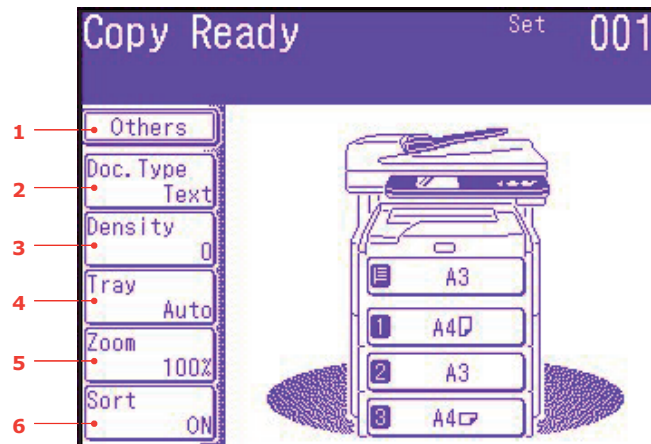 Copy Ready
Set 001
1 Others
2 Doc.Type
Text
3 Density
0
4 Tray
Auto
5 Zoom
100%
6 Sort
ON
A3
1 A4
2 A3
3 A4